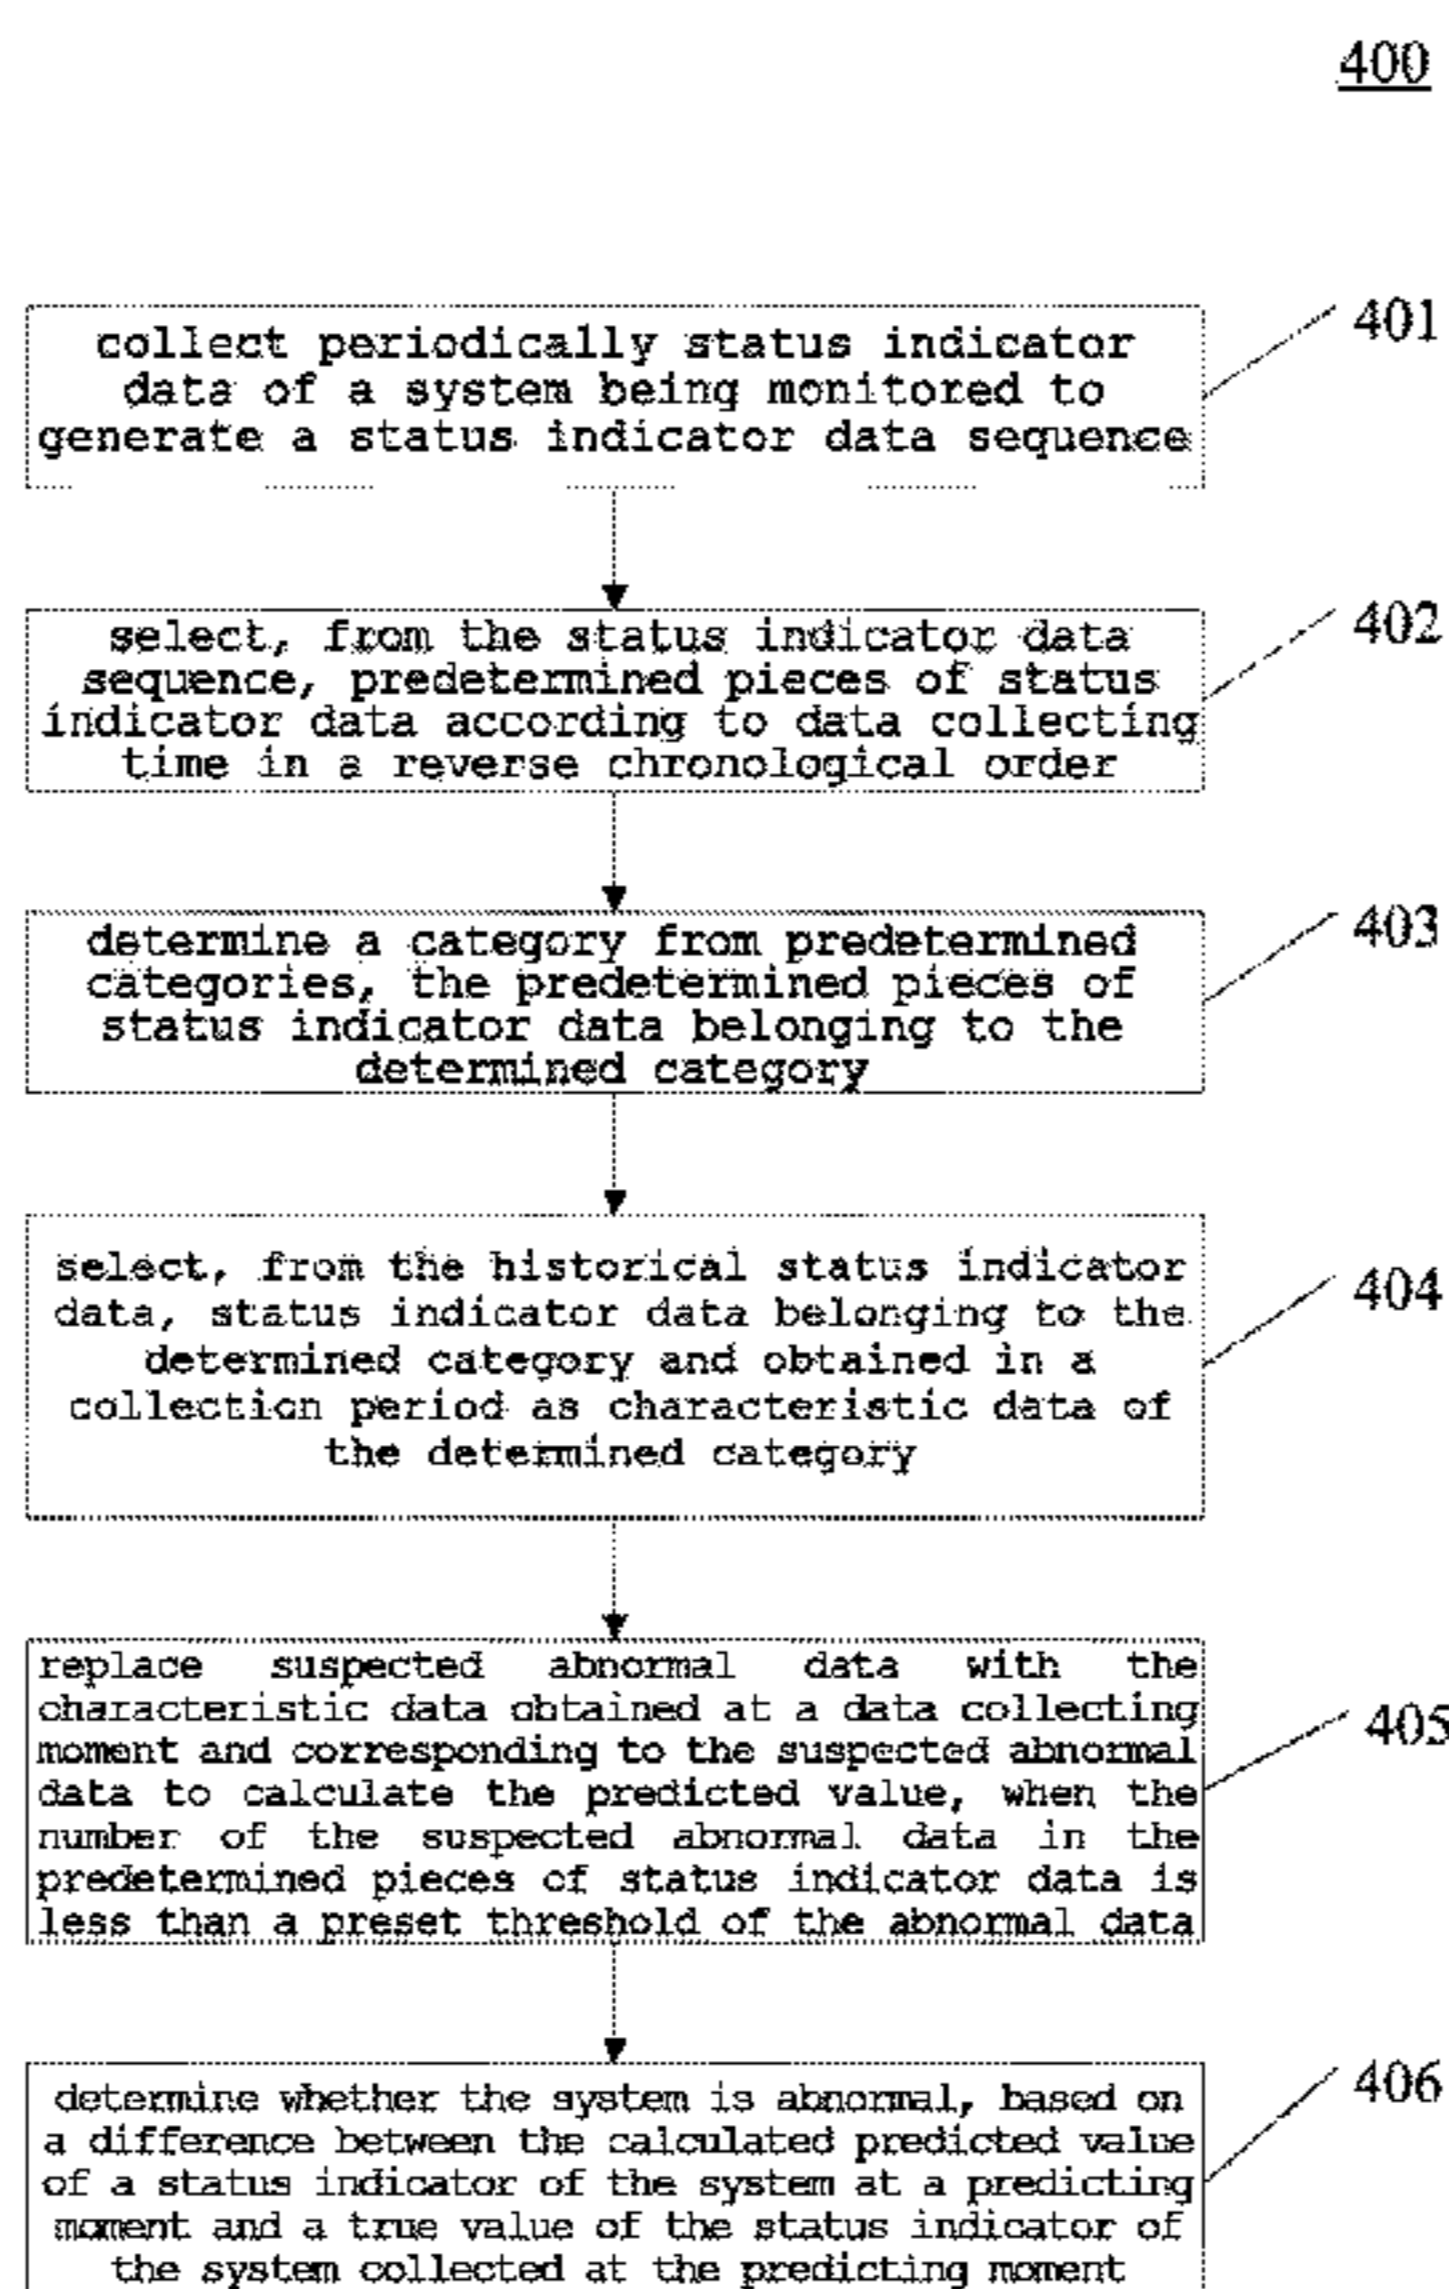 400
collect periodically status indicator
data of a system being monitored to
generate a status indicator data sequence
401
select, from the status indicator data
sequence, predetermined pieces of status
indicator data according to data collecting
time in a reverse chronological order
402
determine a category from predetermined
categories, the predetermined pieces of
status indicator data belonging to the
determined category
403
select, from the historical status indicator
data, status indicator data belonging to the
determined category and obtained in a
collection period as characteristic data of
the determined category
404
replace suspected abnormal data with the
characteristic data obtained at a data collecting
moment and corresponding to the suspected abnormal
data to calculate the predicted value, when the
number of the suspected abnormal data in the
predetermined pieces of status indicator data is
less than a preset threshold of the abnormal data
405
determine whether the system is abnormal, based on
a difference between the calculated predicted value
of a status indicator of the system at a predicting
moment and a true value of the status indicator of
the system collected at the predicting moment
406